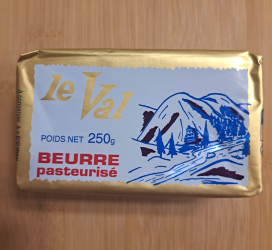 le Val
POIDS NET 250g
BEURRE
pasteurisé